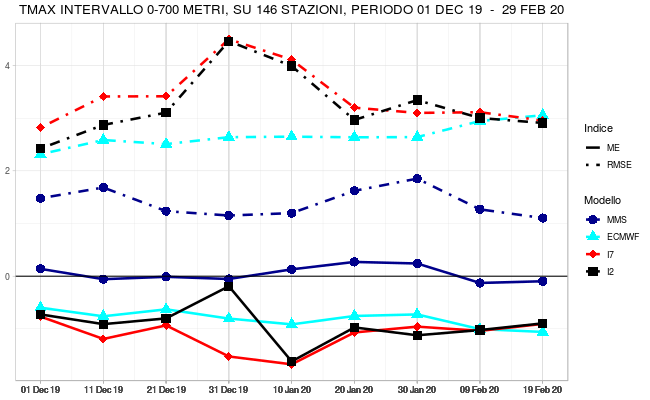 TMAX INTERVALLO 0-700 METRI, SU 146 STAZIONI, PERIODO 01 DEC 19 - 29 FEB 20
4
2
0
01 Dec 19 11 Dec 19 21 Dec 19 31 Dec 19 10 Jan 20 20 Jan 20 30 Jan 20 09 Feb 20 19 Feb 20
Indice
ME
RMSE
Modello
MMS
ECMWF
I7
I2